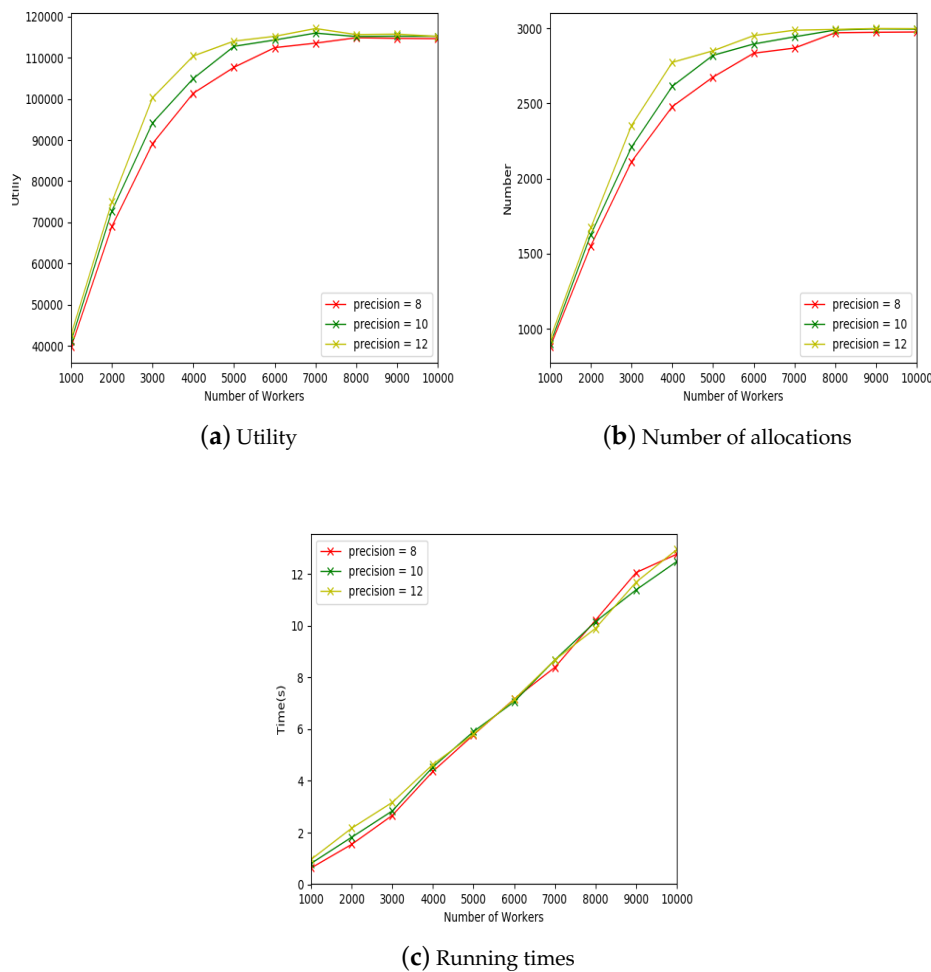 120000
110000
100000
90000
80000
70000
60000
50000
40000
Utiliy
precision = 8
precision = 10
precision = 12
1000 2000 3000 4000 5000 6000 7000 8000 9000 10000
Number of Workers
(a) Utility
3000
2500
2000
1500
1000
Number
precision = 8
precision = 10
precision = 12
1000 2000 3000 4000 5000 6000 7000 8000 9000 10000
Number of Workers
(b) Number of allocations
precision = 8
precision = 10
precision = 12
12
10
8
6
4
2
0
Time(s)
1000 2000 3000 4000 5000 6000 7000 8000 9000 10000
Number of Workers
(c) Running times